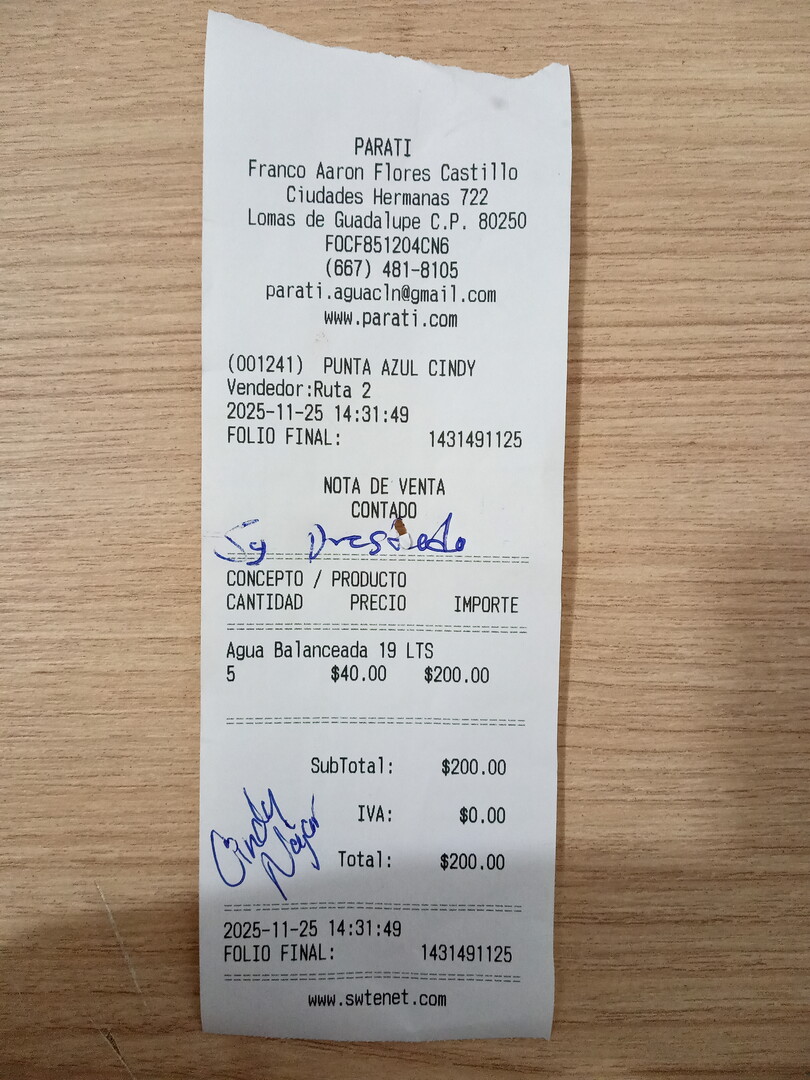 PARATI
Franco Aaron Flores Castillo
Ciudades Hermanas 722
Lomas de Guadalupe C.P. 80250
FOCF851204CN6
(667) 481-8105
parati.aguacln@gmail.com
www.parati.com
(001241) PUNTA AZUL CINDY
Vendedor:Ruta 2
2025-11-25 14:31:49
FOLIO FINAL: 1431491125
NOTA DE VENTA
CONTADO
CONCEPTO / PRODUCTO
CANTIDAD PRECIO IMPORTE
Agua Balanceada 19 LTS
5 $40.00 $200.00
SubTotal: $200.00
IVA: $0.00
Total: $200.00
Cindy
2025-11-25 14:31:49
FOLIO FINAL: 1431491125
www.swtenet.com